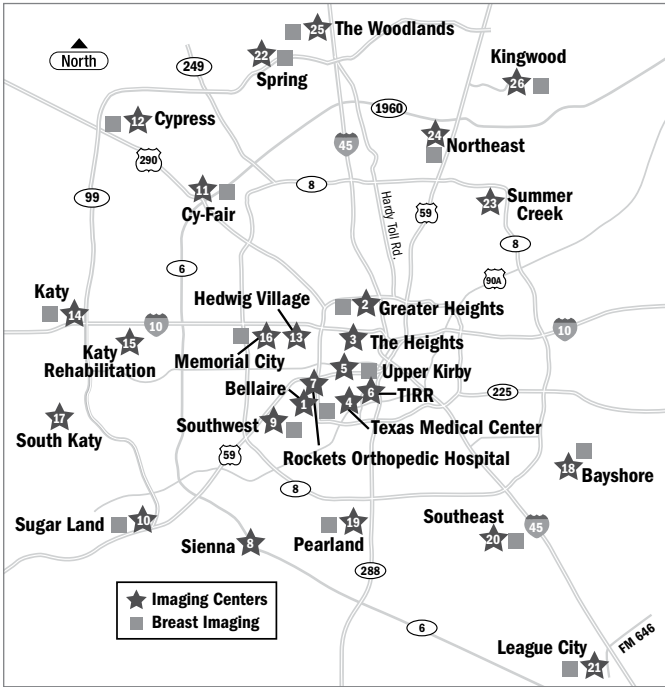 25
The Woodlands
North
22
Spring
249
Kingwood
26
1960
12
Cypress
45
24
Northeast
290
11
8
Cy-Fair
99
Hardy Toll Rd.
59
23
Summer
Creek
8
6
90A
Katy
14
Hedwig Village
2
Greater Heights
10
15
Katy
Rehabilitation
16
13
Memorial City
3
The Heights
10
5
Upper Kirby
7
Bellaire
1
6
TIRR
225
4
Texas Medical Center
17
South Katy
Southwest
9
Rockets Orthopedic Hospital
59
18
Bayshore
8
Sugar Land
10
Sienna
8
19
Pearland
Southeast
20
45
288
Imaging Centers
Breast Imaging
6
FM 646
League City
21